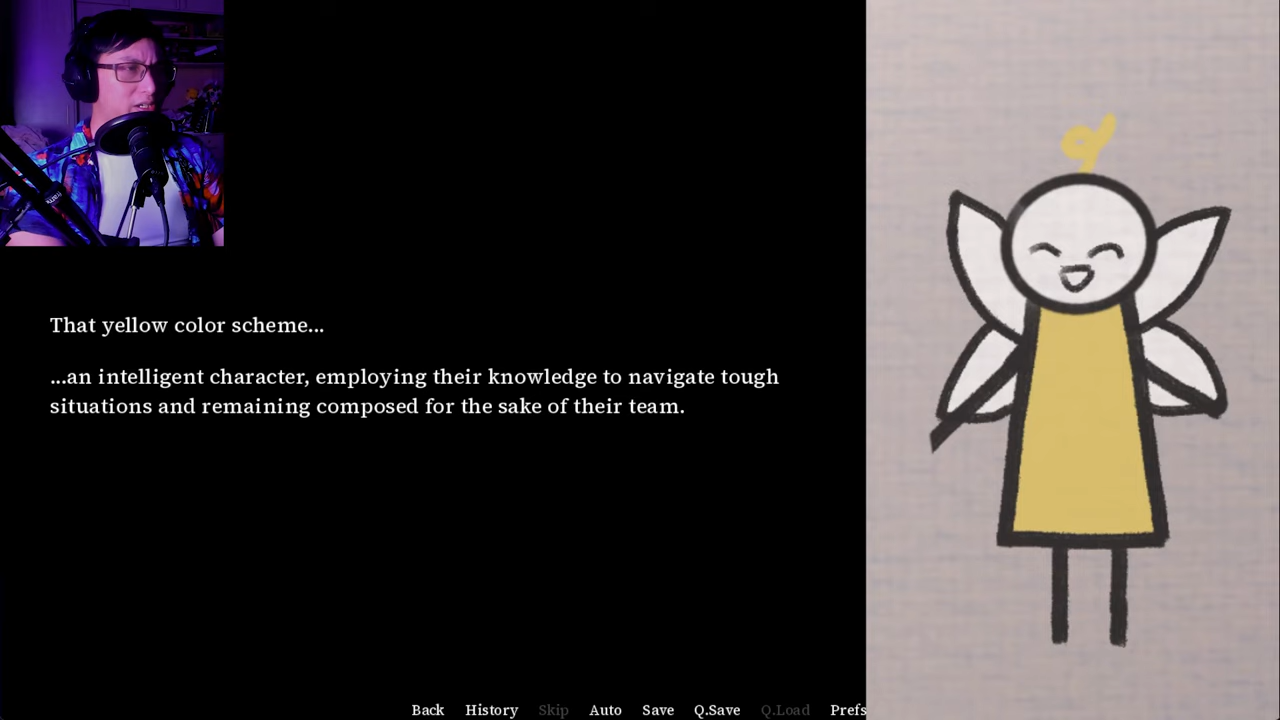 That yellow color scheme...
...an intelligent character, employing their knowledge to navigate tough
situations and remaining composed for the sake of their team.
Back History Skip Auto Save Q.Save Q.Load Prefs